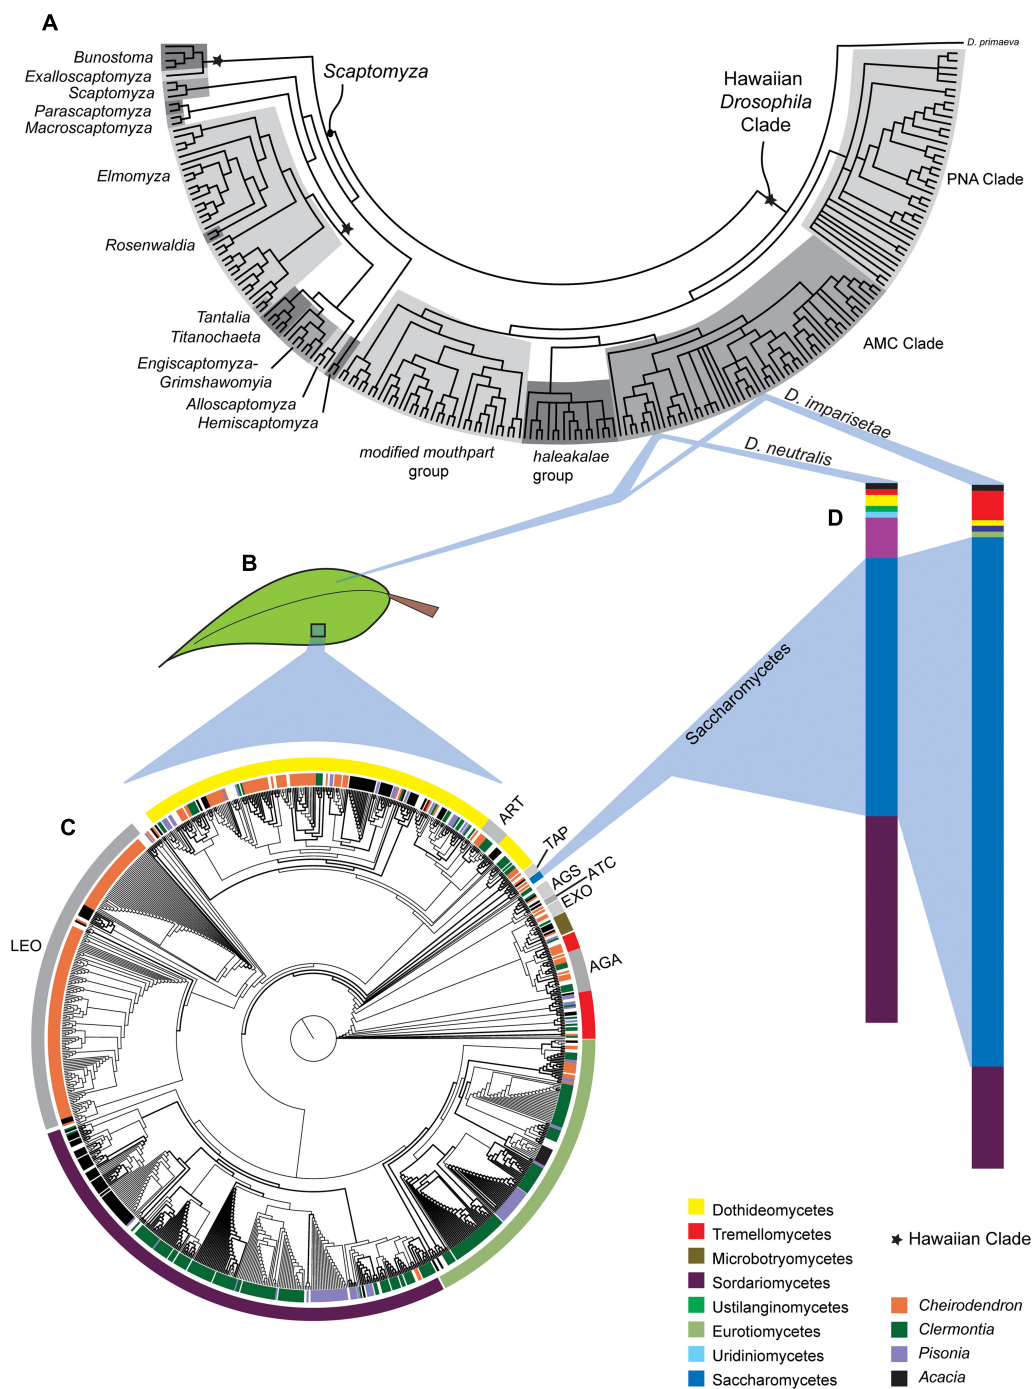 A
Bunostoma
Exalloscaptomyza
Scaptomyza
Parascaptomyza
Macroscaptomyza
Elmomyza
Rosenwaldia
Tantalia
Titanochaeta
Engiscaptomyza-
Grimshawomyia
Alloscaptomyza
Hemiscaptomyza
Scaptomyza
Hawaiian
Drosophila
Clade
D. primaeva
PNA Clade
AMC Clade
modified mouthpart
group
haleakalae
group
D. imparisetae
D. neutralis
B
D
Saccharomycetes
C
LEO
ART
TAP
AGS
ATC
EXO
AGA
Dothideomycetes
Tremellomycetes
Microbotryomycetes
Sordariomycetes
Ustilanginomycetes
Eurotiomycetes
Uridiniomycetes
Saccharomycetes
Hawaiian Clade
Cheirodendron
Clermontia
Pisonia
Acacia